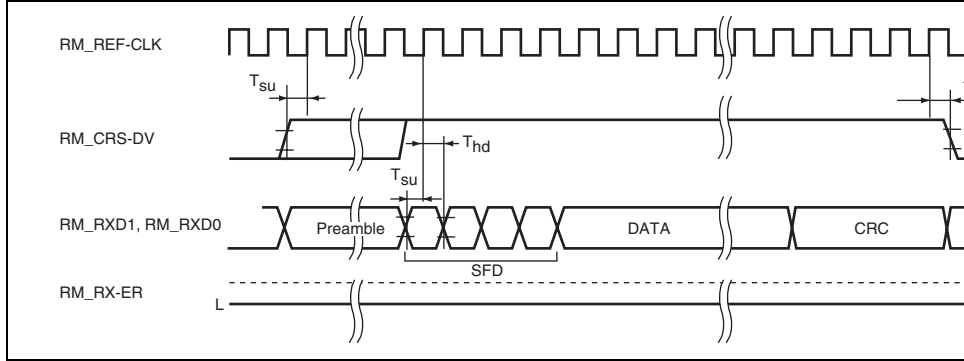 RM_REF-CLK
Tsu
RM_CRS-DV
Thd
Tsu
RM_RXD1, RM_RXD0
Preamble
DATA
CRC
SFD
RM_RX-ER
L